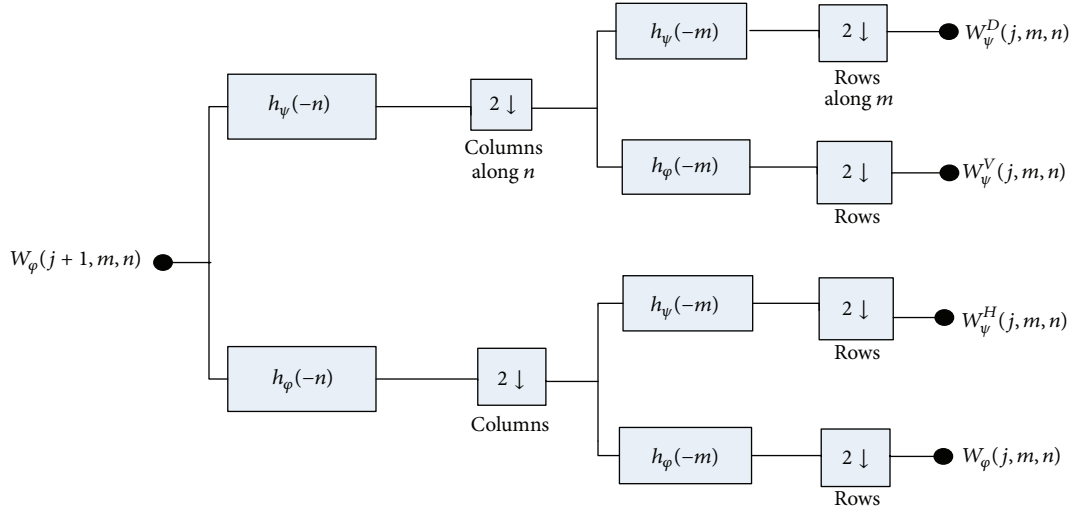 h_ψ(−m)
2 ↓
W_ψ^D(j, m, n)
Rows
along m
h_ψ(−n)
2 ↓
Columns
along n
h_φ(−m)
2 ↓
W_ψ^V(j, m, n)
Rows
W_φ(j + 1, m, n)
h_ψ(−m)
2 ↓
W_ψ^H(j, m, n)
Rows
h_φ(−n)
2 ↓
Columns
h_φ(−m)
2 ↓
W_φ(j, m, n)
Rows